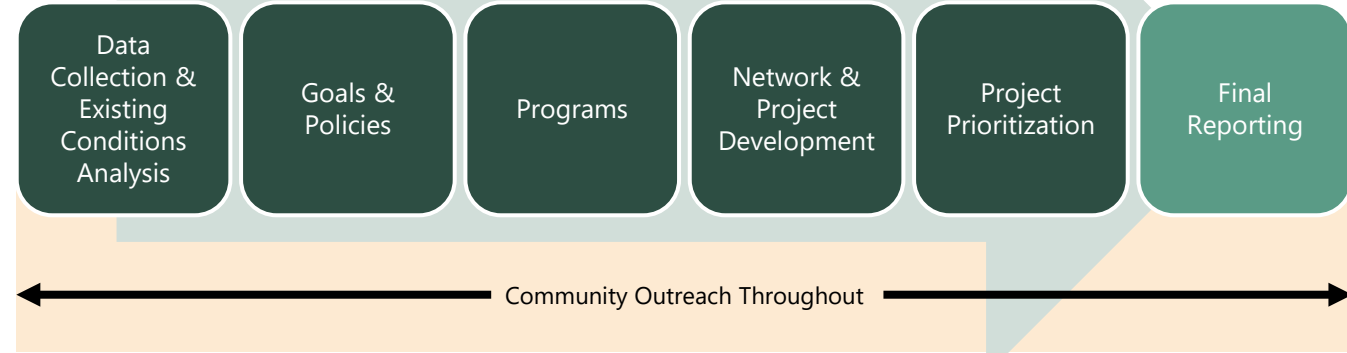 Data
Collection &
Existing
Conditions
Analysis
Goals &
Policies
Programs
Network &
Project
Development
Project
Prioritization
Final
Reporting
Community Outreach Throughout